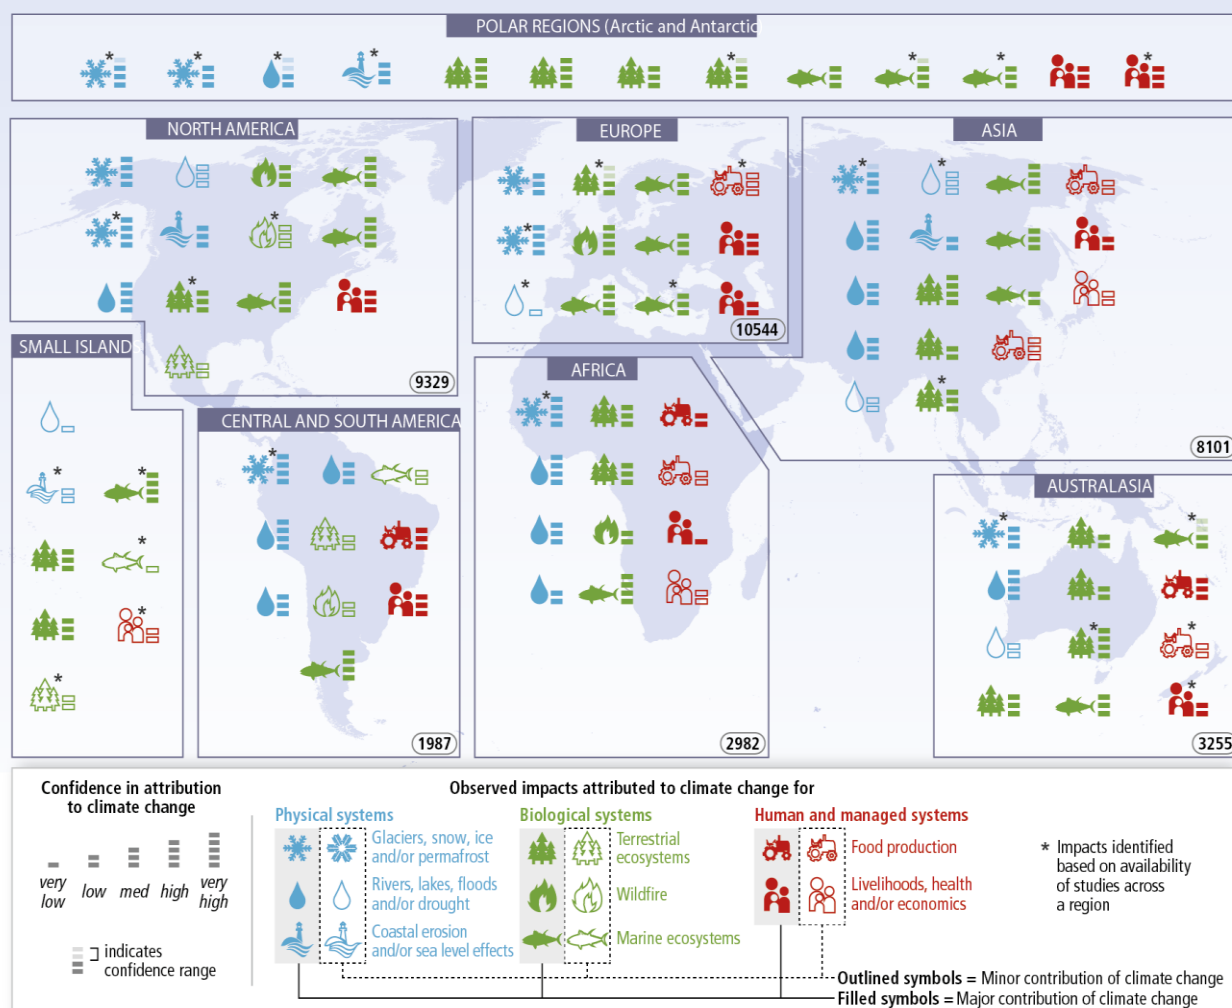 POLAR REGIONS (Arctic and Antarctic)
* * * * * * * *
NORTH AMERICA
* * *
9329
EUROPE
* * * * *
10544
ASIA
* * *
8101
SMALL ISLANDS
* * * * *
CENTRAL AND SOUTH AMERICA
*
1987
AFRICA
*
2982
AUSTRALASIA
* * * * *
3255
Confidence in attribution
to climate change
very low
low
med
high
very high
indicates
confidence range
Observed impacts attributed to climate change for
Physical systems
Glaciers, snow, ice
and/or permafrost
Rivers, lakes, floods
and/or drought
Coastal erosion
and/or sea level effects
Biological systems
Terrestrial
ecosystems
Wildfire
Marine ecosystems
Human and managed systems
Food production
Livelihoods, health
and/or economics
* Impacts identified
based on availability
of studies across
a region
Outlined symbols = Minor contribution of climate change
Filled symbols = Major contribution of climate change